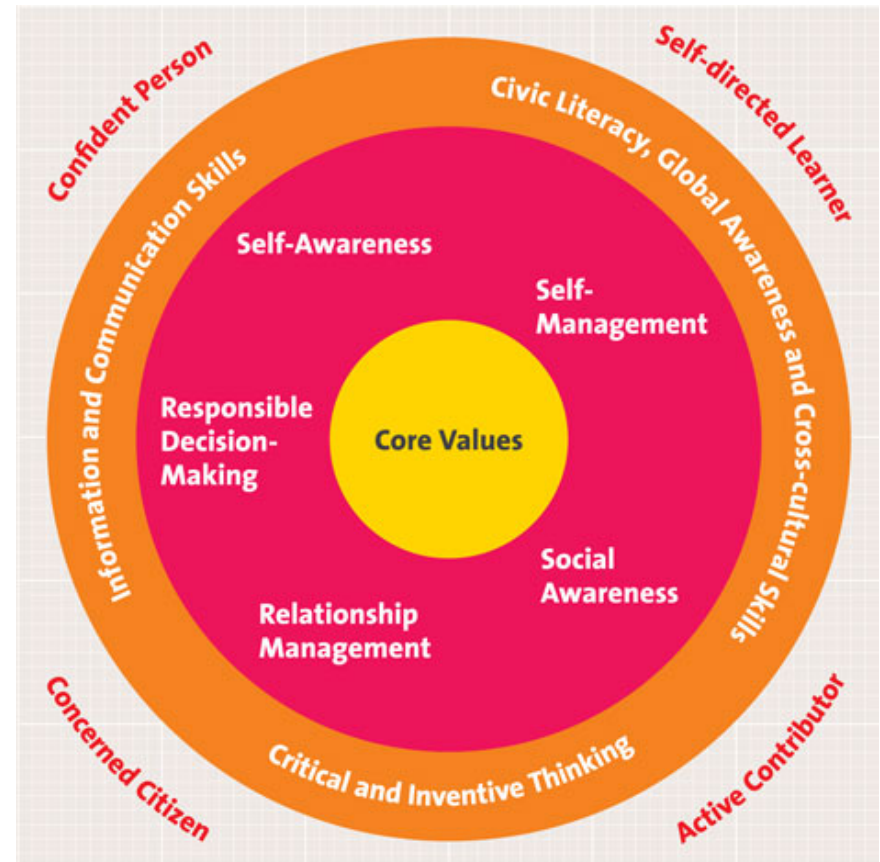 Confident Person
Self-directed Learner
Information and Communication Skills
Civic Literacy, Global Awareness and Cross-cultural Skills
Self-Awareness
Self-
Management
Responsible
Decision-
Making
Core Values
Social
Awareness
Relationship
Management
Critical and Inventive Thinking
Concerned Citizen
Active Contributor